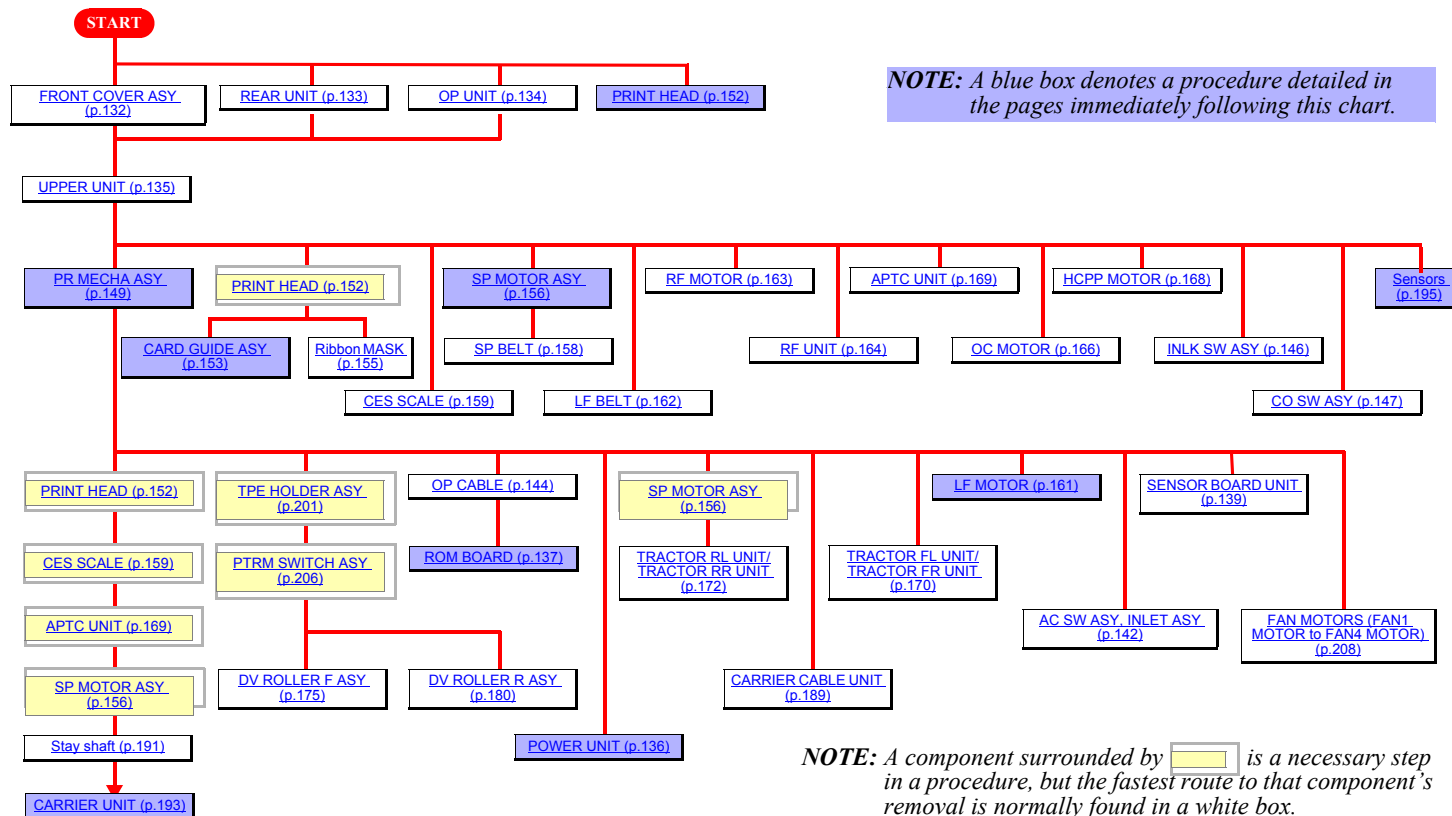 START
FRONT COVER ASY
(p.132)
REAR UNIT (p.133)
OP UNIT (p.134)
PRINT HEAD (p.152)
NOTE: A blue box denotes a procedure detailed in
the pages immediately following this chart.
UPPER UNIT (p.135)
PR MECHA ASY
(p.149)
PRINT HEAD (p.152)
SP MOTOR ASY
(p.156)
RF MOTOR (p.163)
APTC UNIT (p.169)
HCPP MOTOR (p.168)
Sensors
(p.195)
CARD GUIDE ASY
(p.153)
Ribbon MASK
(p.155)
SP BELT (p.158)
RF UNIT (p.164)
OC MOTOR (p.166)
INLK SW ASY (p.146)
CES SCALE (p.159)
LF BELT (p.162)
CO SW ASY (p.147)
PRINT HEAD (p.152)
TPE HOLDER ASY
(p.201)
OP CABLE (p.144)
SP MOTOR ASY
(p.156)
LF MOTOR (p.161)
SENSOR BOARD UNIT
(p.139)
CES SCALE (p.159)
PTRM SWITCH ASY
(p.206)
ROM BOARD (p.137)
TRACTOR RL UNIT/
TRACTOR RR UNIT
(p.172)
TRACTOR FL UNIT/
TRACTOR FR UNIT
(p.170)
APTC UNIT (p.169)
AC SW ASY, INLET ASY
(p.142)
FAN MOTORS (FAN1
MOTOR to FAN4 MOTOR)
(p.208)
SP MOTOR ASY
(p.156)
DV ROLLER F ASY
(p.175)
DV ROLLER R ASY
(p.180)
CARRIER CABLE UNIT
(p.189)
Stay shaft (p.191)
POWER UNIT (p.136)
CARRIER UNIT (p.193)
NOTE: A component surrounded by is a necessary step
in a procedure, but the fastest route to that component's
removal is normally found in a white box.